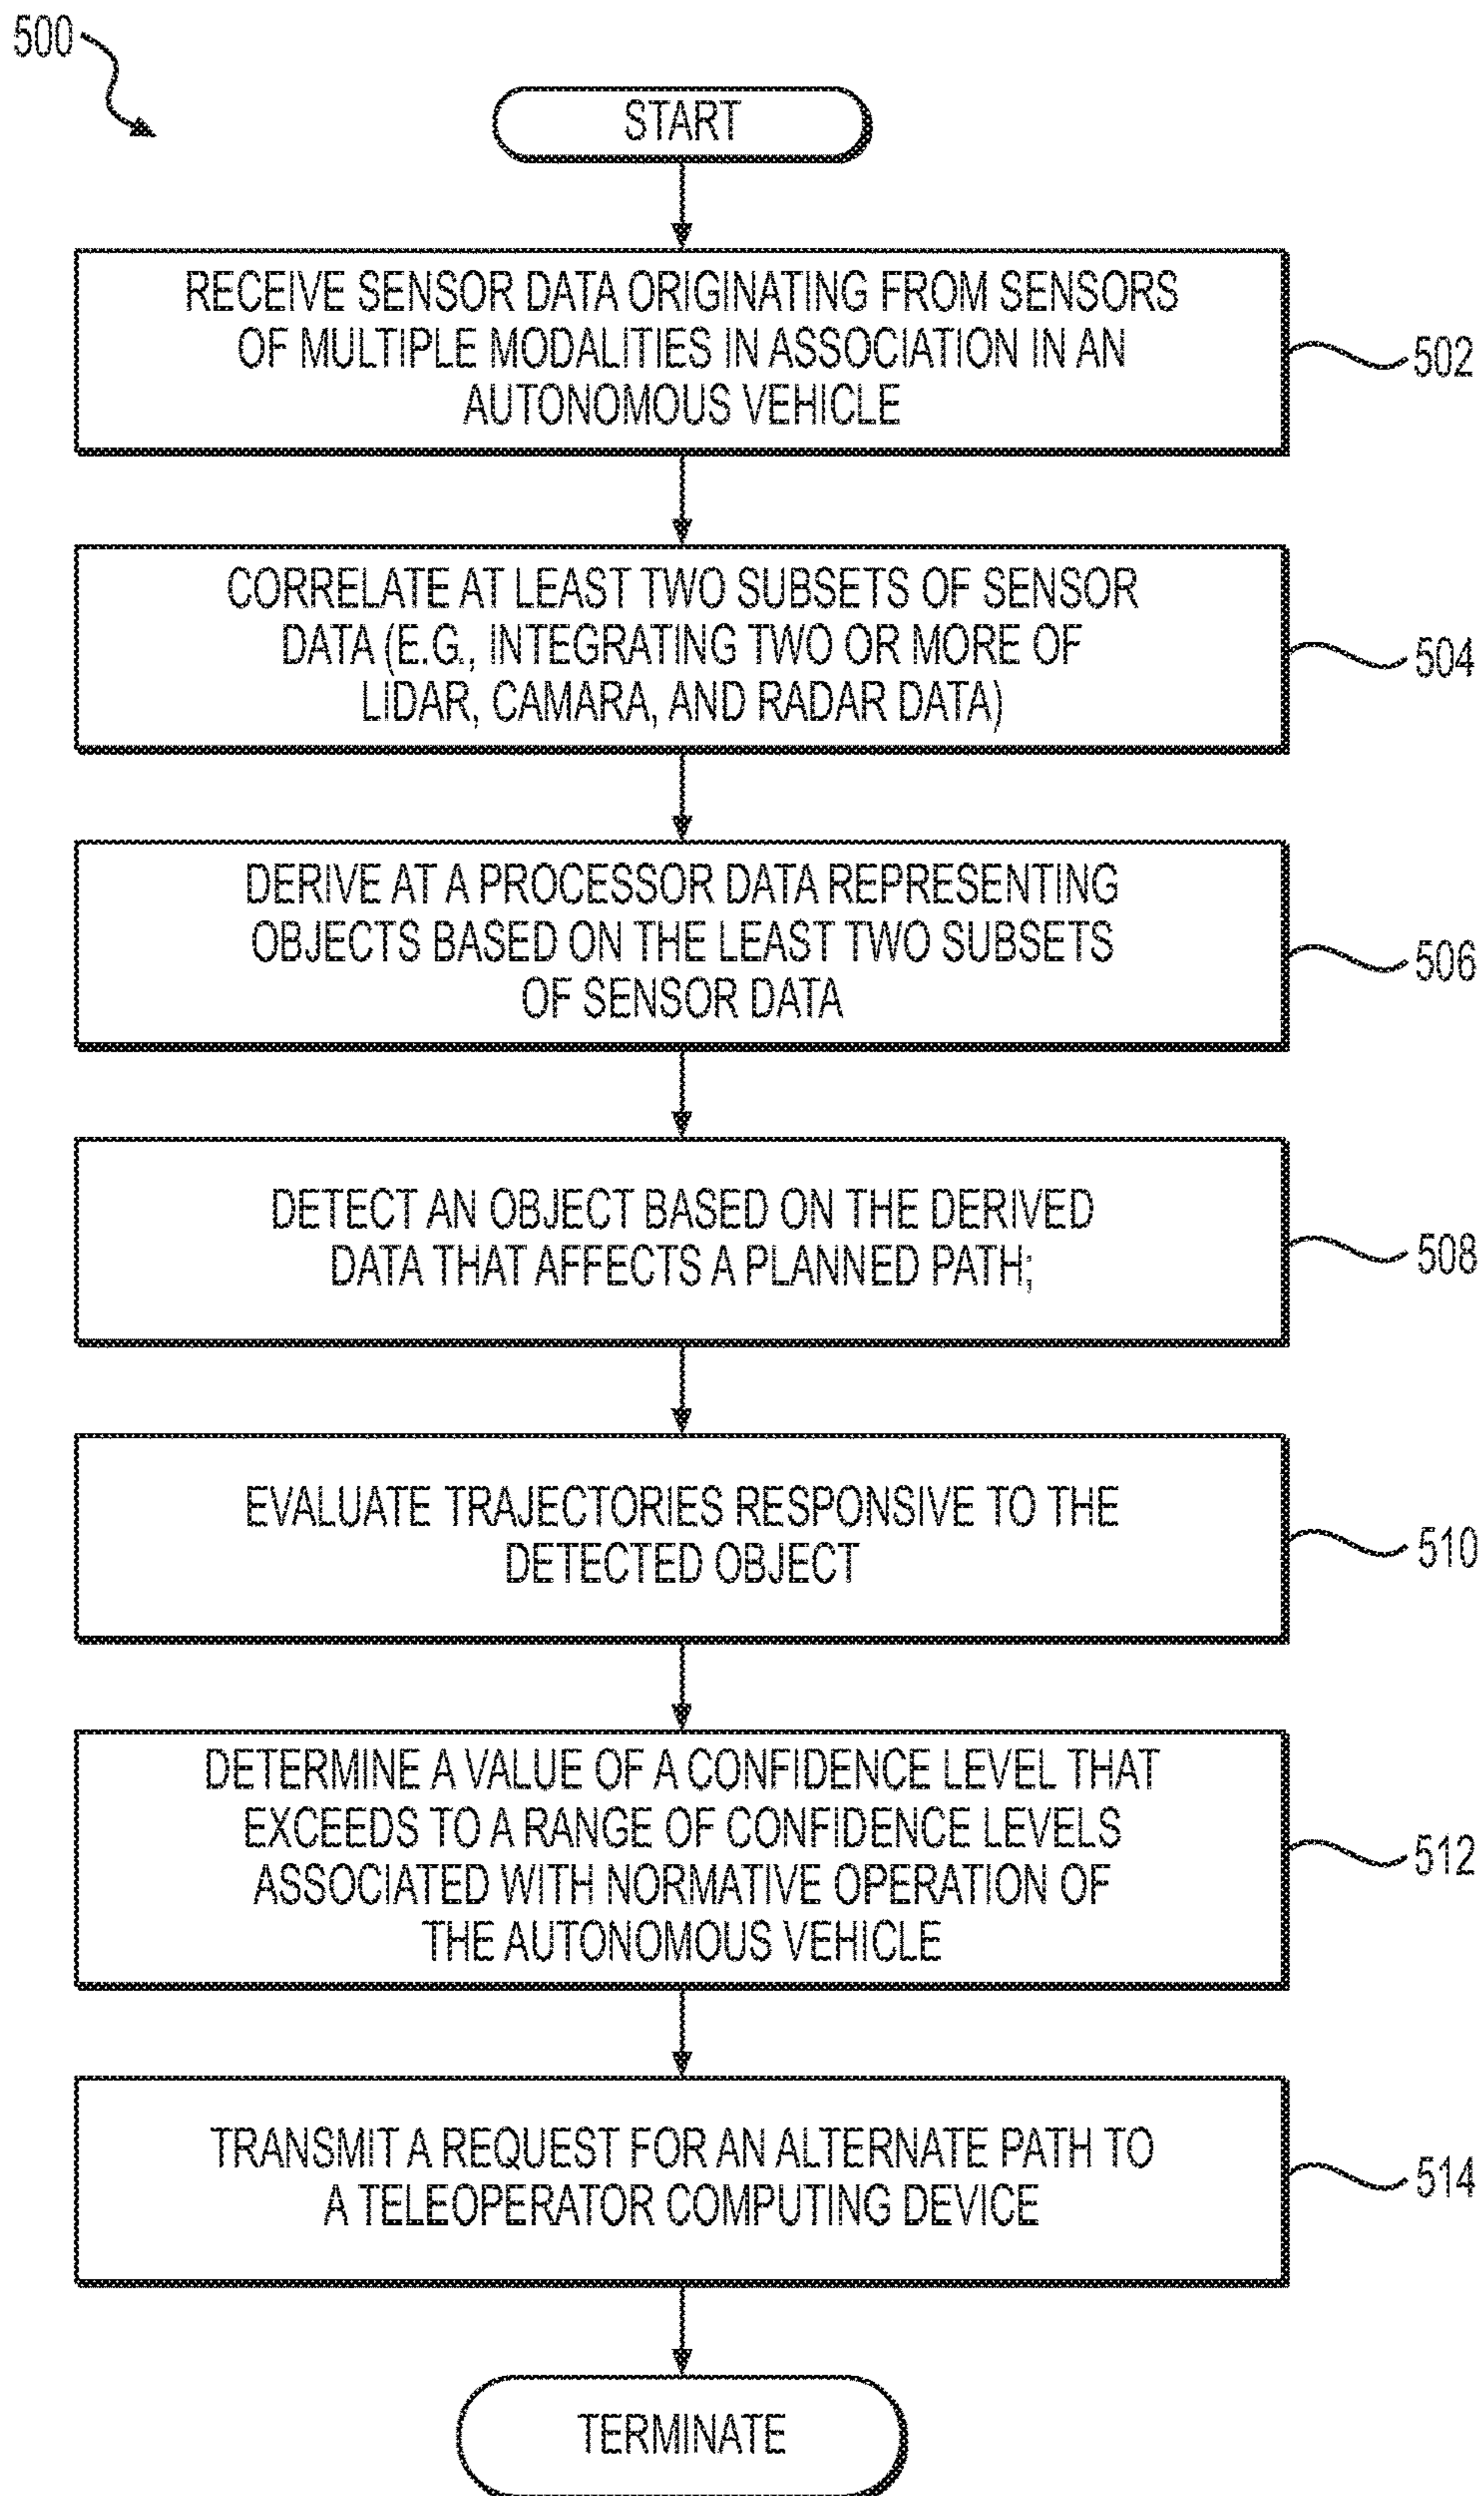 500
START
RECEIVE SENSOR DATA ORIGINATING FROM SENSORS
OF MULTIPLE MODALITIES IN ASSOCIATION IN AN
AUTONOMOUS VEHICLE
502
CORRELATE AT LEAST TWO SUBSETS OF SENSOR
DATA (E.G., INTEGRATING TWO OR MORE OF
LIDAR, CAMARA, AND RADAR DATA)
504
DERIVE AT A PROCESSOR DATA REPRESENTING
OBJECTS BASED ON THE LEAST TWO SUBSETS
OF SENSOR DATA
506
DETECT AN OBJECT BASED ON THE DERIVED
DATA THAT AFFECTS A PLANNED PATH;
508
EVALUATE TRAJECTORIES RESPONSIVE TO THE
DETECTED OBJECT
510
DETERMINE A VALUE OF A CONFIDENCE LEVEL THAT
EXCEEDS TO A RANGE OF CONFIDENCE LEVELS
ASSOCIATED WITH NORMATIVE OPERATION OF
THE AUTONOMOUS VEHICLE
512
TRANSMIT A REQUEST FOR AN ALTERNATE PATH TO
A TELEOPERATOR COMPUTING DEVICE
514
TERMINATE